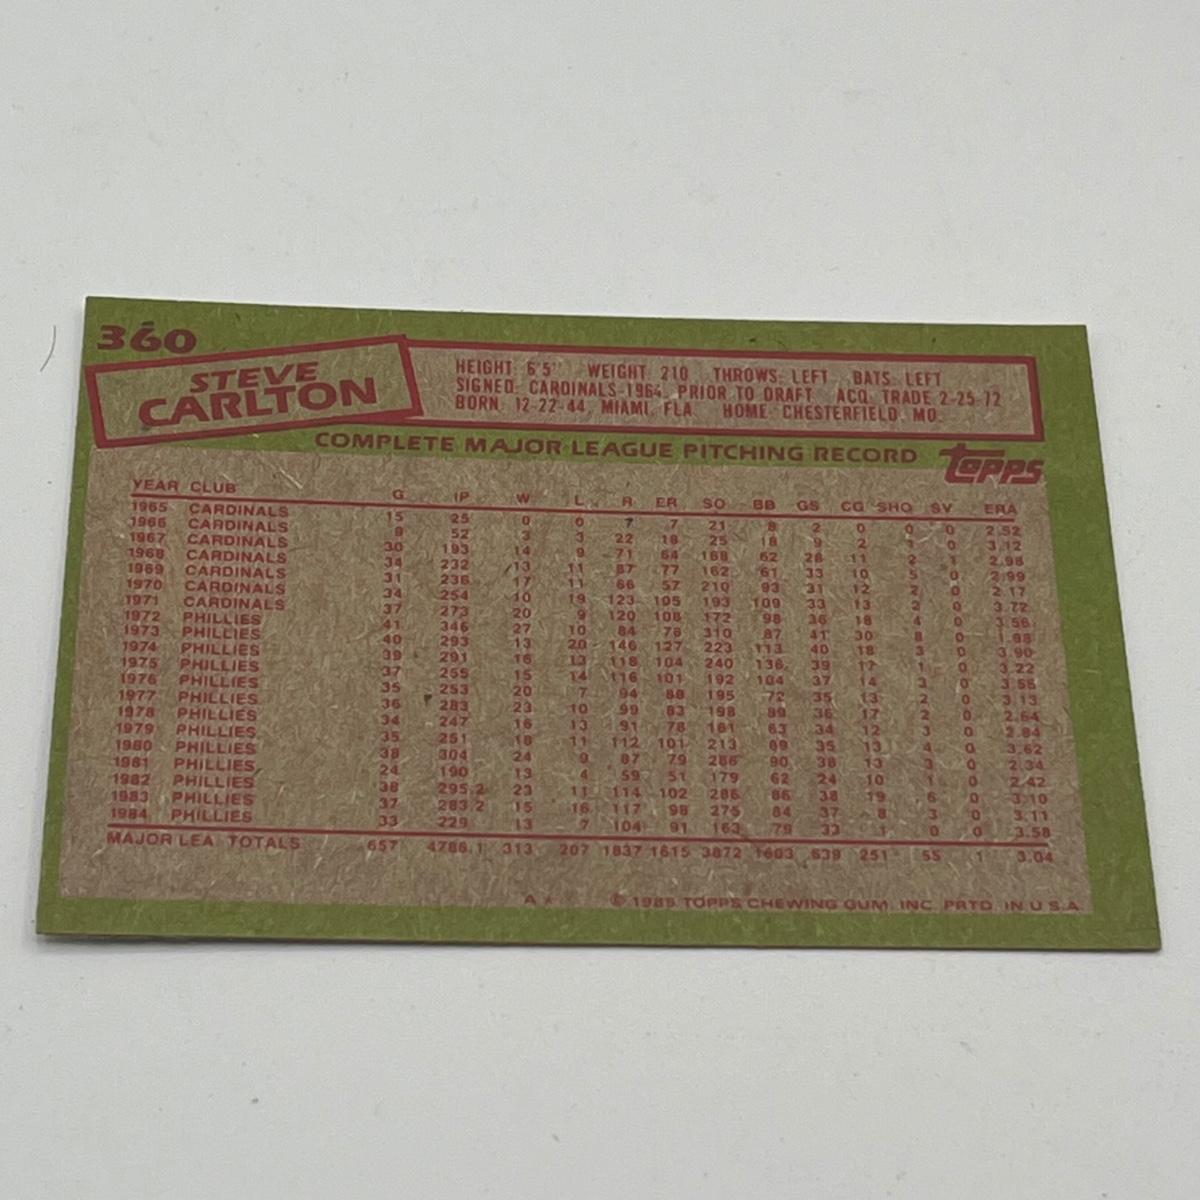 360
STEVE
CARLTON
HEIGHT: 6'5" WEIGHT: 210 THROWS: LEFT BATS: LEFT
SIGNED: CARDINALS-1964, PRIOR TO DRAFT ACQ: TRADE 2-25-72
BORN: 12-22-44, MIAMI, FLA. HOME: CHESTERFIELD, MO.
COMPLETE MAJOR LEAGUE PITCHING RECORD
TOPPS
YEAR CLUB G IP W L R ER SO BB GS CG SHO SV ERA
1965 CARDINALS 15 25 0 0 7 7 21 8 2 0 0 0 2.52
1966 CARDINALS 9 52 3 3 22 18 25 18 9 2 1 0 3.12
1967 CARDINALS 30 193 14 9 71 64 168 62 28 11 2 1 2.98
1968 CARDINALS 34 232 13 11 87 77 162 61 33 10 5 0 2.99
1969 CARDINALS 31 236 17 11 66 57 210 93 31 12 2 0 2.17
1970 CARDINALS 34 254 10 19 123 105 193 109 33 13 2 0 3.72
1971 CARDINALS 37 273 20 9 120 108 172 98 36 18 4 0 3.56
1972 PHILLIES 41 346 27 10 84 76 310 87 41 30 8 0 1.98
1973 PHILLIES 40 293 13 20 146 127 223 113 40 18 3 0 3.90
1974 PHILLIES 39 291 16 13 118 104 240 136 39 17 1 0 3.22
1975 PHILLIES 37 255 15 14 116 101 192 104 37 14 3 0 3.56
1976 PHILLIES 35 253 20 7 94 88 195 72 35 13 2 0 3.13
1977 PHILLIES 36 283 23 10 99 83 198 89 36 17 2 0 2.64
1978 PHILLIES 34 247 16 13 91 78 161 63 34 12 3 0 2.84
1979 PHILLIES 35 251 18 11 112 101 213 89 35 13 4 0 3.62
1980 PHILLIES 38 304 24 9 87 79 286 90 38 13 3 0 2.34
1981 PHILLIES 24 190 13 4 59 51 179 62 24 10 1 0 2.42
1982 PHILLIES 38 295.2 23 11 114 102 286 86 38 19 6 0 3.10
1983 PHILLIES 37 283.2 15 16 117 98 275 84 37 8 3 0 3.11
1984 PHILLIES 33 229 13 7 104 91 163 79 33 1 0 0 3.58
MAJOR LEA. TOTALS 657 4786.1 313 207 1837 1615 3872 1603 639 251 55 1 3.04
A * © 1985 TOPPS CHEWING GUM, INC. PRTD. IN U.S.A.